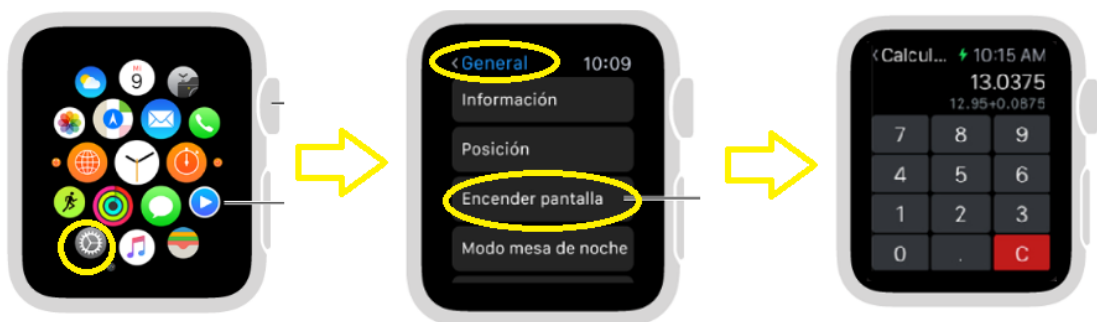 Mi
9
<General 10:09
Información
Posición
Encender pantalla
Modo mesa de noche
<Calcul... 10:15 AM
13.0375
12.95+0.0875
7 8 9
4 5 6
1 2 3
0 . C